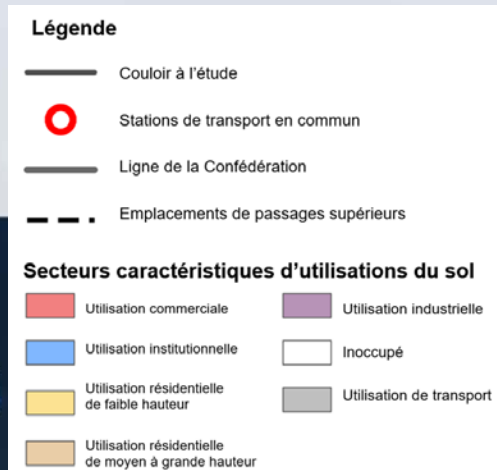 Légende
Couloir à l'étude
Stations de transport en commun
Ligne de la Confédération
Emplacements de passages supérieurs
Secteurs caractéristiques d'utilisations du sol
Utilisation commerciale
Utilisation institutionnelle
Utilisation résidentielle
de faible hauteur
Utilisation résidentielle
de moyen à grande hauteur
Utilisation industrielle
Inoccupé
Utilisation de transport